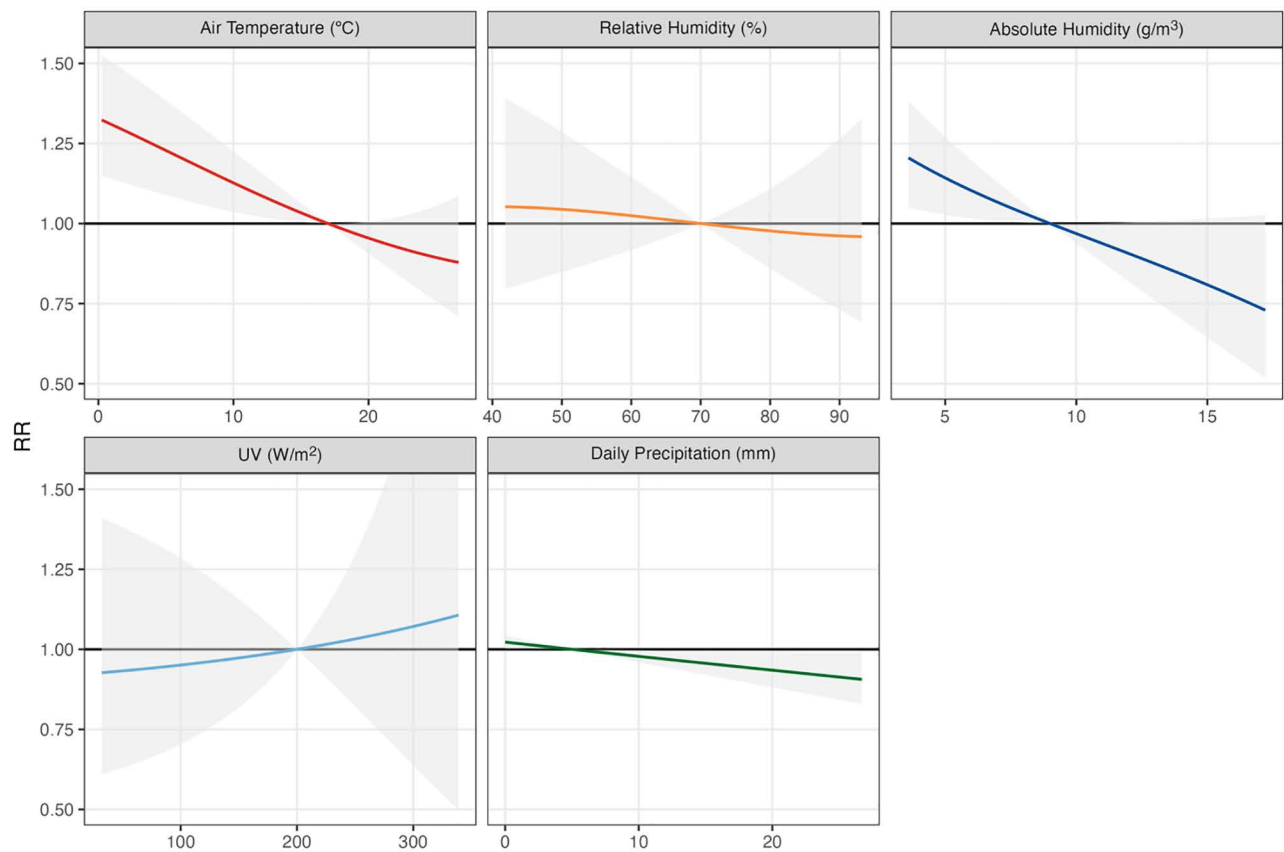 Air Temperature (°C)
Relative Humidity (%)
Absolute Humidity (g/m³)
1.50
1.25
1.00
0.75
0.50
0 10 20
40 50 60 70 80 90
5 10 15
RR
UV (W/m²)
Daily Precipitation (mm)
1.50
1.25
1.00
0.75
0.50
100 200 300
0 10 20